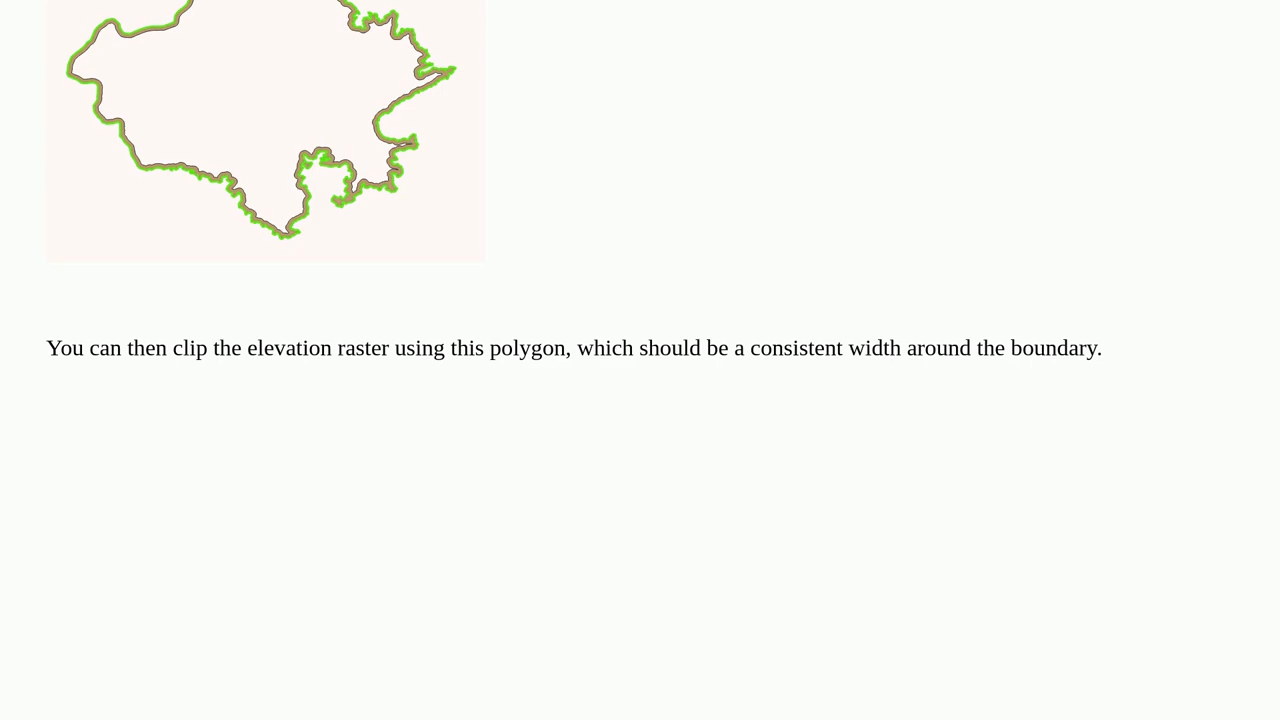 You can then clip the elevation raster using this polygon, which should be a consistent width around the boundary.